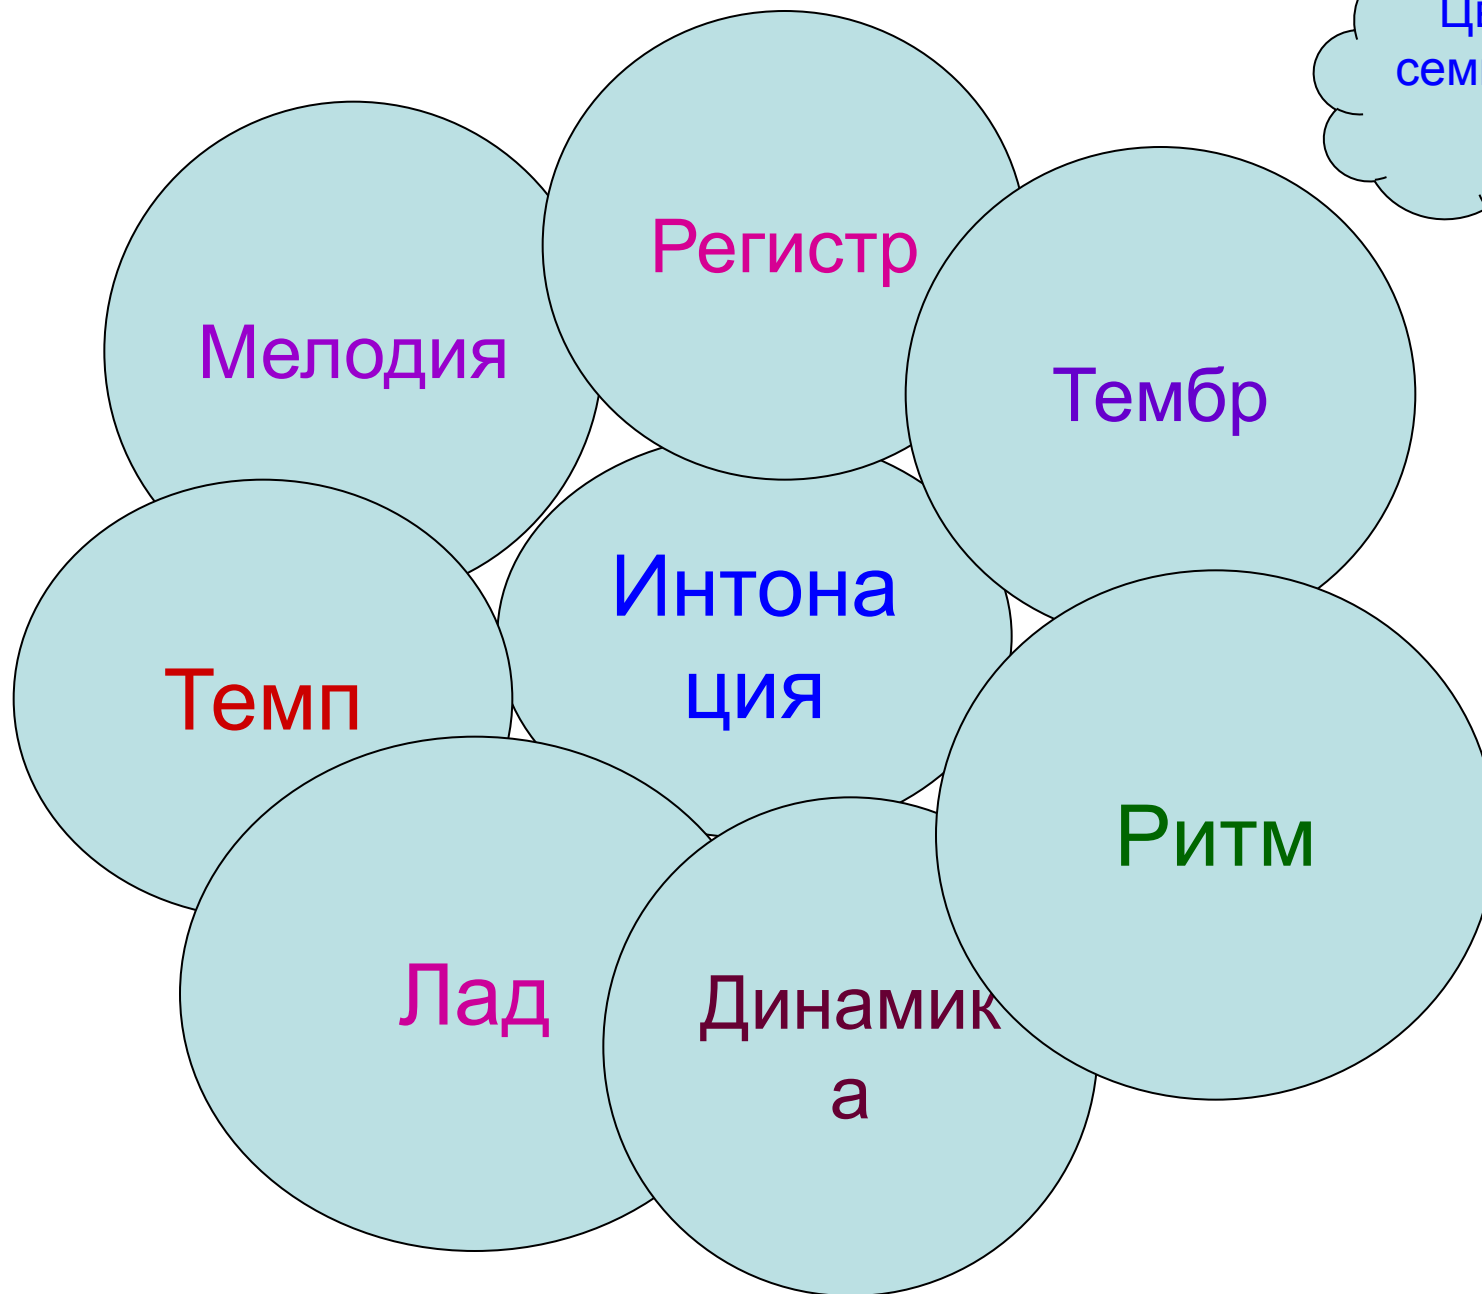 Регистр
Мелодия
Тембр
Интона
ция
Темп
Ритм
Лад
Динамик
а